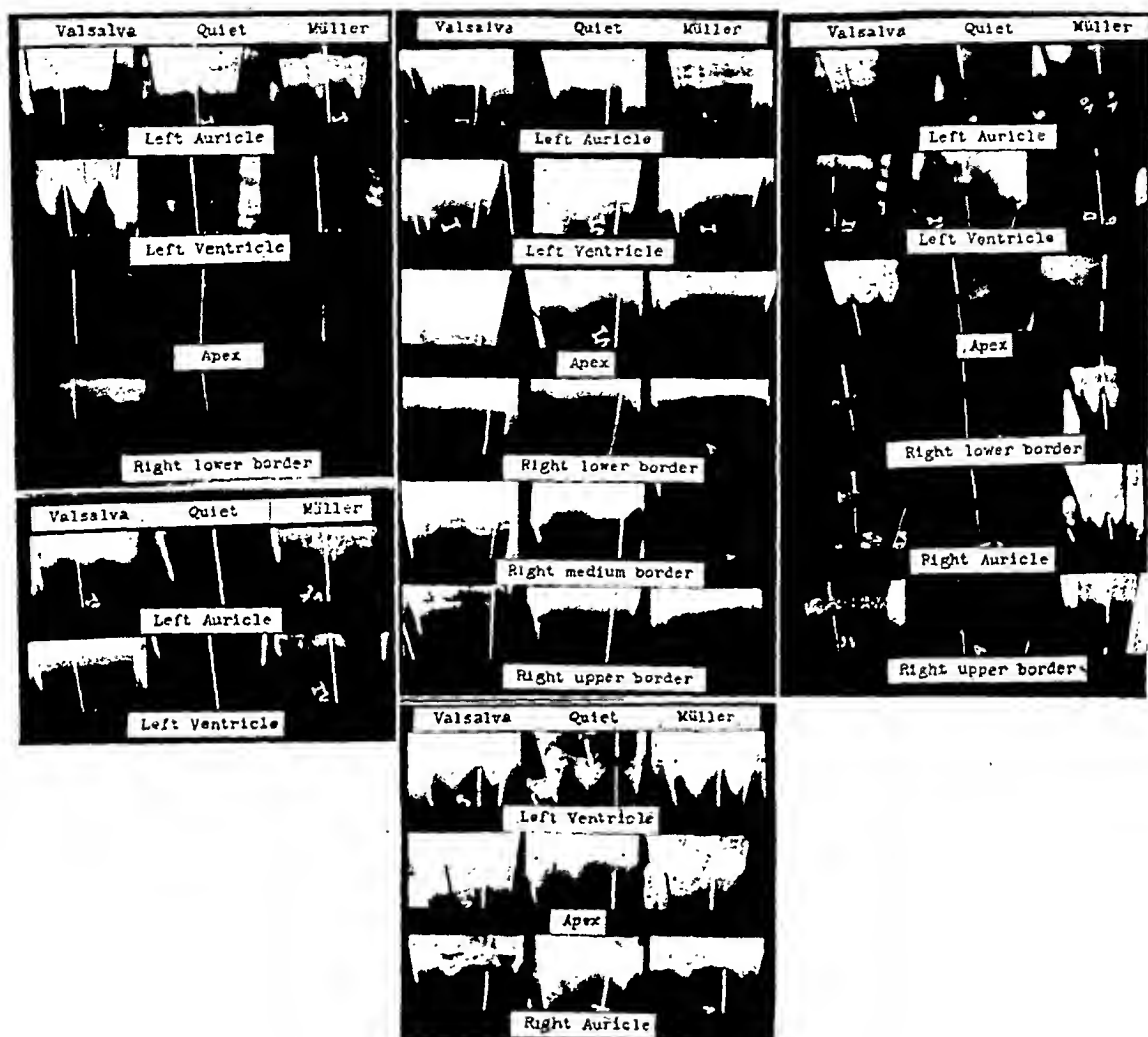 Valsalva Quiet Müller
Left Auricle
Left Ventricle
Apex
Right lower border
Valsalva Quiet Müller
Left Auricle
Left Ventricle
Valsalva Quiet Müller
Left Auricle
Left Ventricle
Apex
Right lower border
Right medium border
Right upper border
Valsalva Quiet Müller
Left Ventricle
Apex
Right Auricle
Valsalva Quiet Müller
Left Auricle
Left Ventricle
Apex
Right lower border
Right Auricle
Right upper border